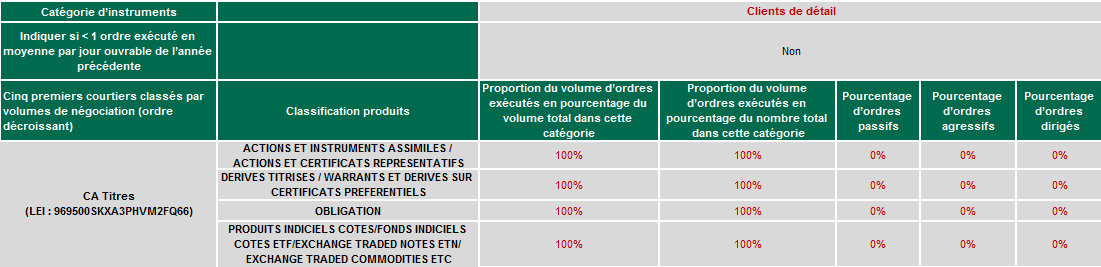 Catégorie d'instruments
Clients de détail
Indiquer si < 1 ordre exécuté en
moyenne par jour ouvrable de l'année
précédente
Non
Cinq premiers courtiers classés par
volumes de négociation (ordre
décroissant)
Classification produits
Proportion du volume d'ordres
exécutés en pourcentage du
volume total dans cette
catégorie
Proportion du volume
d'ordres exécutés en
pourcentage du nombre total
dans cette catégorie
Pourcentage
d'ordres
passifs
Pourcentage
d'ordres
agressifs
Pourcentage
d'ordres
dirigés
CA Titres
(LEI : 969500SKXA3PHVM2FQ66)
ACTIONS ET INSTRUMENTS ASSIMILES /
ACTIONS ET CERTIFICATS REPRESENTATIFS
100%
100%
0%
0%
0%
DERIVES TITRISES / WARRANTS ET DERIVES SUR
CERTIFICATS PREFERENTIELS
100%
100%
0%
0%
0%
OBLIGATION
100%
100%
0%
0%
0%
PRODUITS INDICIELS COTES/FONDS INDICIELS
COTES ETF/EXCHANGE TRADED NOTES ETN/
EXCHANGE TRADED COMMODITIES ETC
100%
100%
0%
0%
0%